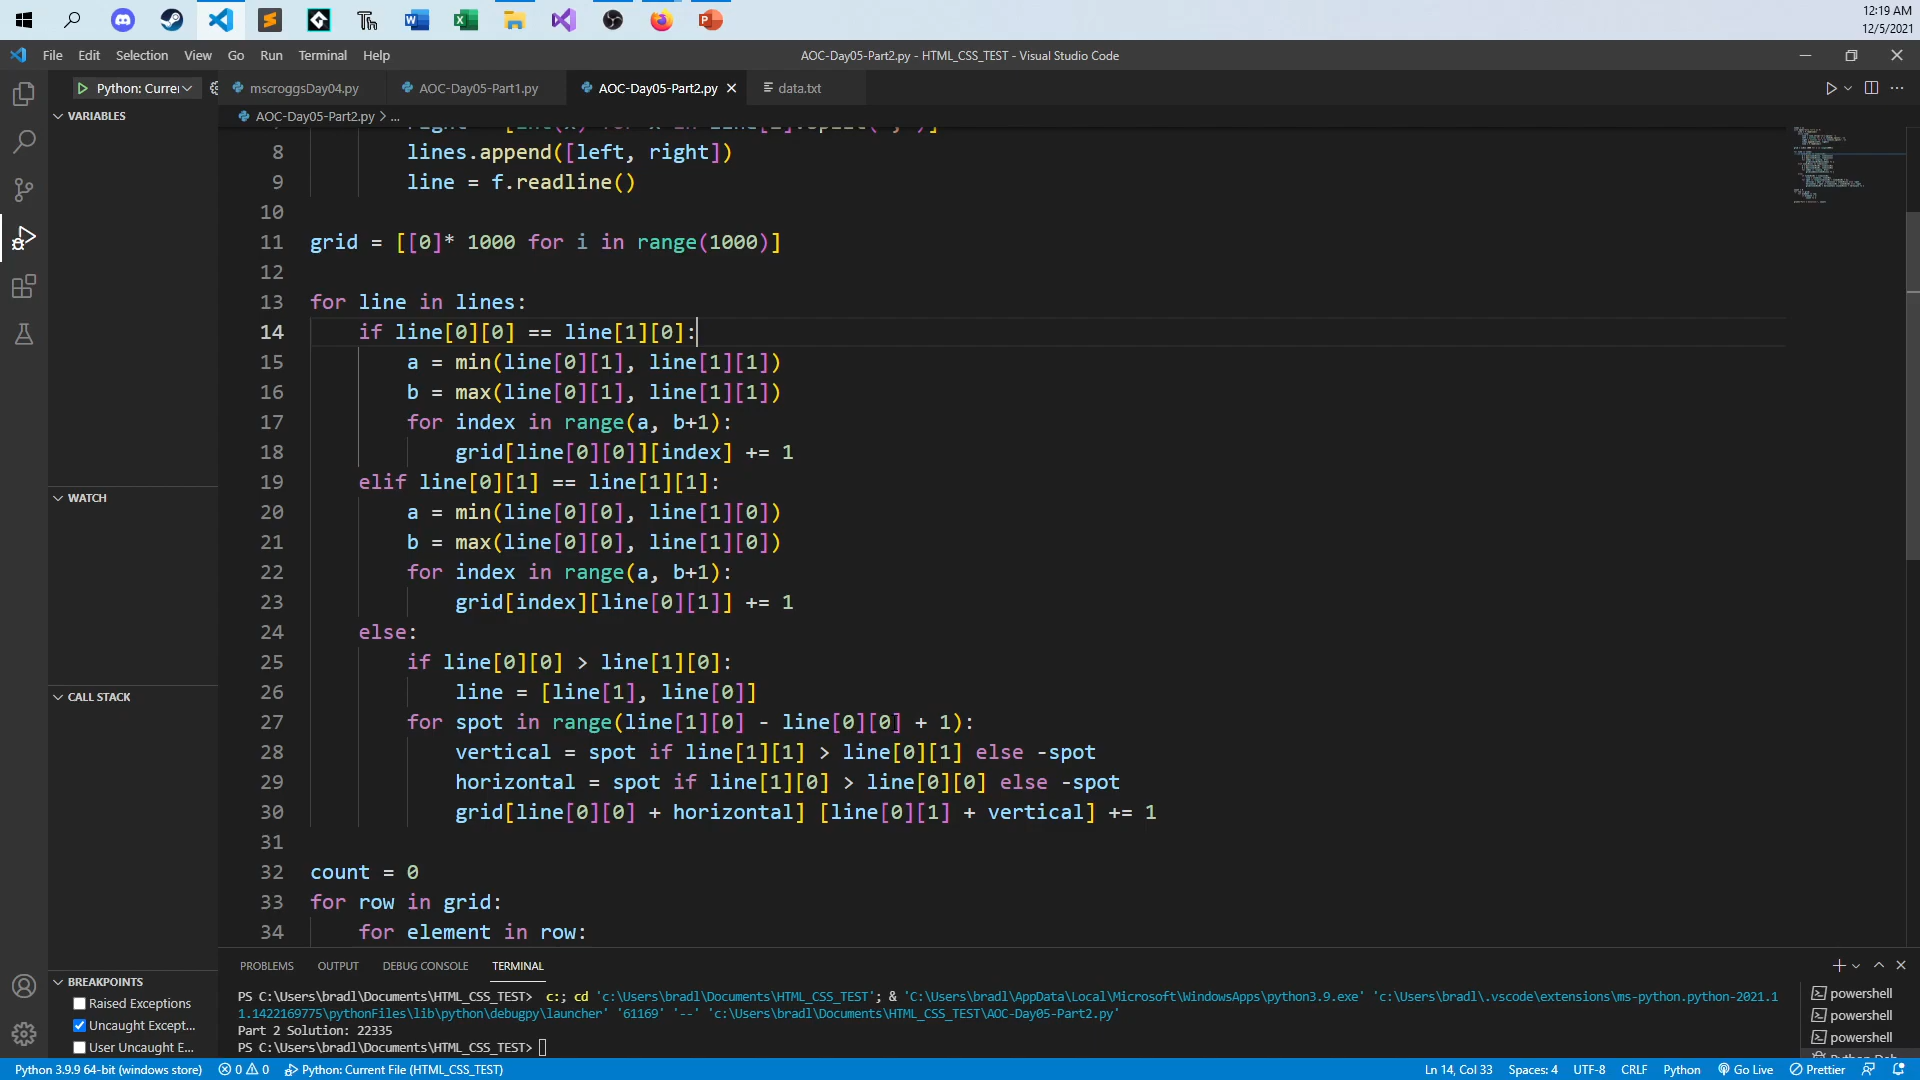 12:19 AM
12/5/2021
File Edit Selection View Go Run Terminal Help
AOC-Day05-Part2.py - HTML_CSS_TEST - Visual Studio Code
Python: Currer
mscroggsDay04.py
AOC-Day05-Part1.py
AOC-Day05-Part2.py
data.txt
AOC-Day05-Part2.py > ...
VARIABLES
WATCH
CALL STACK
BREAKPOINTS
Raised Exceptions
Uncaught Except...
User Uncaught E...
8 lines.append([left, right])
9 line = f.readline()
10
11 grid = [[0]* 1000 for i in range(1000)]
12
13 for line in lines:
14 if line[0][0] == line[1][0]:
15 a = min(line[0][1], line[1][1])
16 b = max(line[0][1], line[1][1])
17 for index in range(a, b+1):
18 grid[line[0][0]][index] += 1
19 elif line[0][1] == line[1][1]:
20 a = min(line[0][0], line[1][0])
21 b = max(line[0][0], line[1][0])
22 for index in range(a, b+1):
23 grid[index][line[0][1]] += 1
24 else:
25 if line[0][0] > line[1][0]:
26 line = [line[1], line[0]]
27 for spot in range(line[1][0] - line[0][0] + 1):
28 vertical = spot if line[1][1] > line[0][1] else -spot
29 horizontal = spot if line[1][0] > line[0][0] else -spot
30 grid[line[0][0] + horizontal] [line[0][1] + vertical] += 1
31
32 count = 0
33 for row in grid:
34 for element in row:
PROBLEMS OUTPUT DEBUG CONSOLE TERMINAL
PS C:\Users\bradl\Documents\HTML_CSS_TEST> c:; cd 'c:\Users\bradl\Documents\HTML_CSS_TEST'; & 'C:\Users\bradl\AppData\Local\Microsoft\WindowsApps\python3.9.exe' 'c:\Users\bradl\.vscode\extensions\ms-python.python-2021.1
1.1422169775\pythonFiles\lib\python\debugpy\launcher' '61169' '--' 'c:\Users\bradl\Documents\HTML_CSS_TEST\AOC-Day05-Part2.py'
Part 2 Solution: 22335
PS C:\Users\bradl\Documents\HTML_CSS_TEST>
powershell
powershell
powershell
Python 3.9.9 64-bit (windows store) 0 0 Python: Current File (HTML_CSS_TEST)
Ln 14, Col 33 Spaces: 4 UTF-8 CRLF Python Go Live Prettier